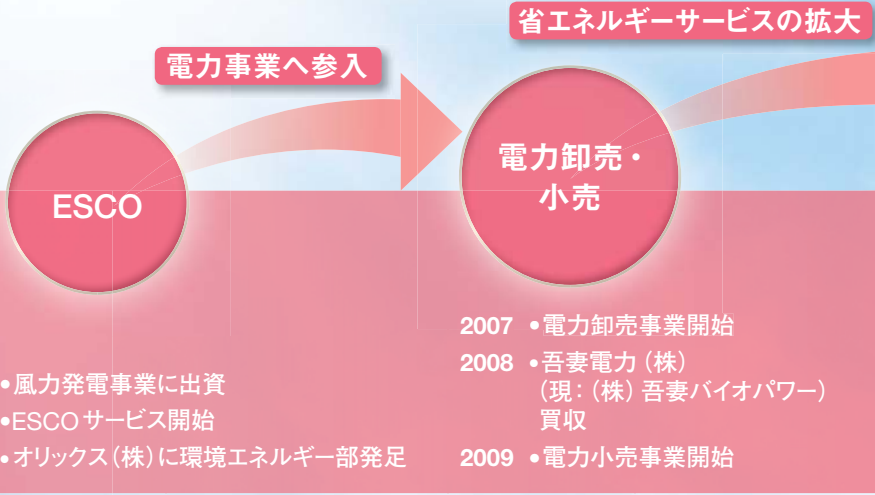 省エネルギーサービスの拡大
電力事業へ参入
ESCO
電力卸売・
小売
•風力発電事業に出資
•ESCOサービス開始
•オリックス(株)に環境エネルギー部発足
2007 •電力卸売事業開始
2008 •吾妻電力(株)
(現:(株)吾妻バイオパワー)
買収
2009 •電力小売事業開始